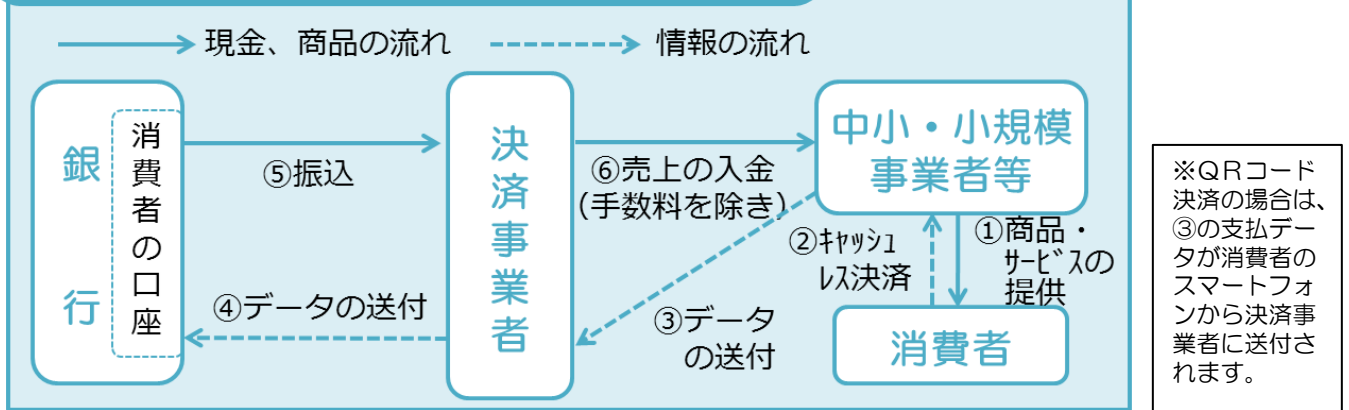 現金、商品の流れ
情報の流れ
銀行
消費者の口座
⑤振込
④データの送付
決済事業者
⑥売上の入金
(手数料を除き)
③データ
の送付
中小・小規模
事業者等
②ｷｬｯｼｭ
ﾚｽ決済
①商品・
ｻｰﾋﾞｽの
提供
消費者
※ＱＲコード
決済の場合は、
③の支払デー
タが消費者の
スマートフォ
ンから決済事
業者に送付さ
れます。